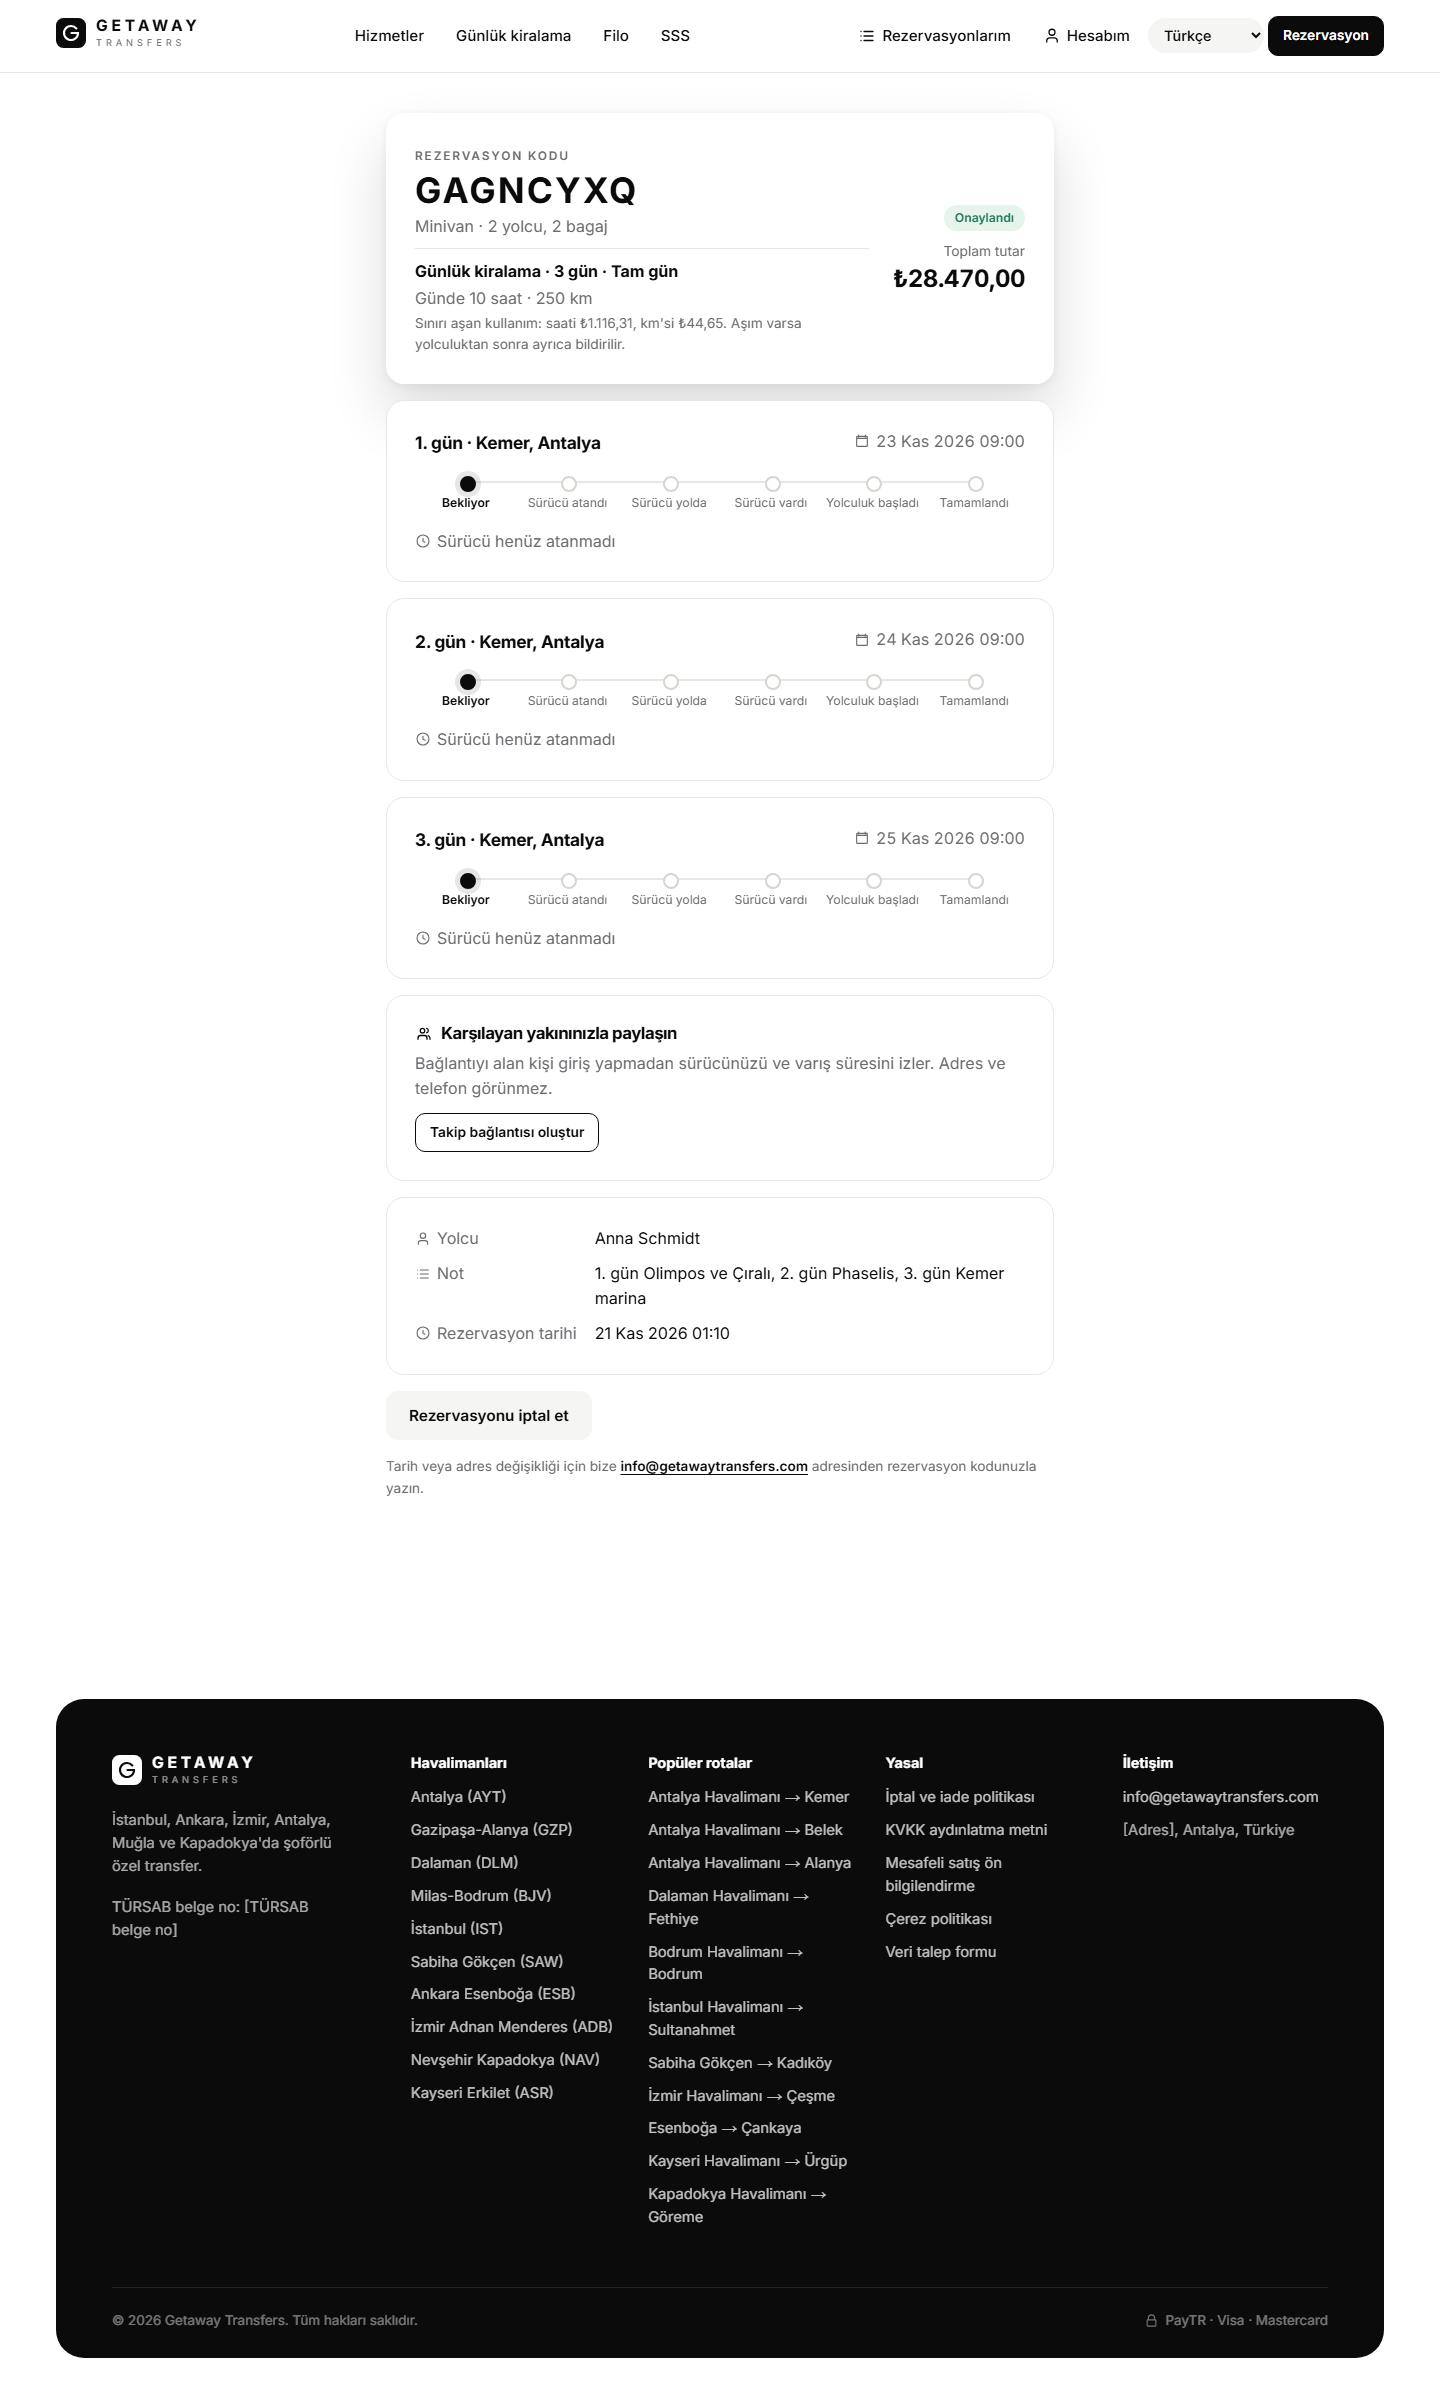 GETAWAY
TRANSFERS
Hizmetler
Günlük kiralama
Filo
SSS
Rezervasyonlarım
Hesabım
Türkçe
Rezervasyon
REZERVASYON KODU
GAGNCYXQ
Minivan · 2 yolcu, 2 bagaj
Günlük kiralama · 3 gün · Tam gün
Günde 10 saat · 250 km
Sınırı aşan kullanım: saati ₺1.116,31, km'si ₺44,65. Aşım varsa
yolculuktan sonra ayrıca bildirilir.
Onaylandı
Toplam tutar
₺28.470,00
1. gün · Kemer, Antalya
23 Kas 2026 09:00
Bekliyor
Sürücü atandı
Sürücü yolda
Sürücü vardı
Yolculuk başladı
Tamamlandı
Sürücü henüz atanmadı
2. gün · Kemer, Antalya
24 Kas 2026 09:00
Bekliyor
Sürücü atandı
Sürücü yolda
Sürücü vardı
Yolculuk başladı
Tamamlandı
Sürücü henüz atanmadı
3. gün · Kemer, Antalya
25 Kas 2026 09:00
Bekliyor
Sürücü atandı
Sürücü yolda
Sürücü vardı
Yolculuk başladı
Tamamlandı
Sürücü henüz atanmadı
Karşılayan yakınınızla paylaşın
Bağlantıyı alan kişi giriş yapmadan sürücünüzü ve varış süresini izler. Adres ve
telefon görünmez.
Takip bağlantısı oluştur
Yolcu
Anna Schmidt
Not
1. gün Olimpos ve Çıralı, 2. gün Phaselis, 3. gün Kemer
marina
Rezervasyon tarihi
21 Kas 2026 01:10
Rezervasyonu iptal et
Tarih veya adres değişikliği için bize info@getawaytransfers.com adresinden rezervasyon kodunuzla
yazın.
GETAWAY
TRANSFERS
İstanbul, Ankara, İzmir, Antalya,
Muğla ve Kapadokya'da şoförlü
özel transfer.
TÜRSAB belge no: [TÜRSAB
belge no]
Havalimanları
Antalya (AYT)
Gazipaşa-Alanya (GZP)
Dalaman (DLM)
Milas-Bodrum (BJV)
İstanbul (IST)
Sabiha Gökçen (SAW)
Ankara Esenboğa (ESB)
İzmir Adnan Menderes (ADB)
Nevşehir Kapadokya (NAV)
Kayseri Erkilet (ASR)
Popüler rotalar
Antalya Havalimanı → Kemer
Antalya Havalimanı → Belek
Antalya Havalimanı → Alanya
Dalaman Havalimanı →
Fethiye
Bodrum Havalimanı →
Bodrum
İstanbul Havalimanı →
Sultanahmet
Sabiha Gökçen → Kadıköy
İzmir Havalimanı → Çeşme
Esenboğa → Çankaya
Kayseri Havalimanı → Ürgüp
Kapadokya Havalimanı →
Göreme
Yasal
İptal ve iade politikası
KVKK aydınlatma metni
Mesafeli satış ön
bilgilendirme
Çerez politikası
Veri talep formu
İletişim
info@getawaytransfers.com
[Adres], Antalya, Türkiye
© 2026 Getaway Transfers. Tüm hakları saklıdır.
PayTR · Visa · Mastercard